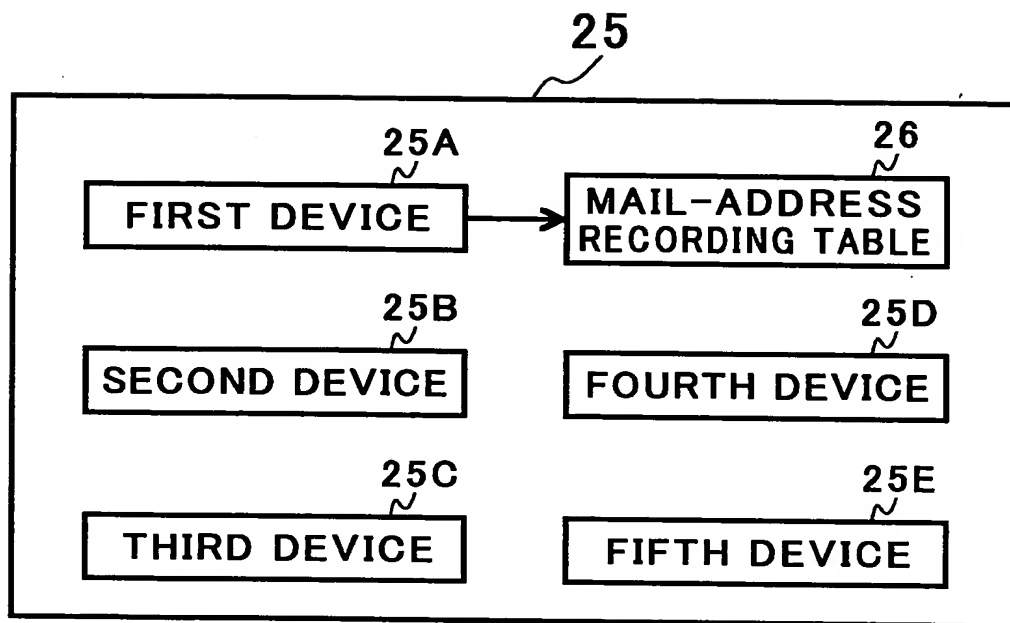 25
25A
FIRST DEVICE
26
MAIL-ADDRESS
RECORDING TABLE
25B
SECOND DEVICE
25D
FOURTH DEVICE
25C
THIRD DEVICE
25E
FIFTH DEVICE